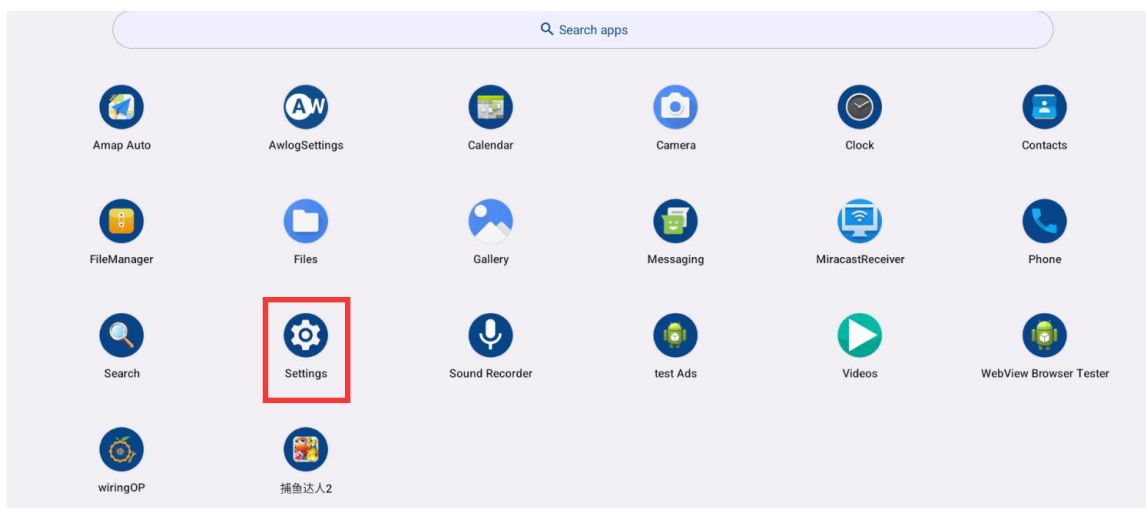 Search apps
Amap Auto
AwlogSettings
Calendar
Camera
Clock
Contacts
FileManager
Files
Gallery
Messaging
MiracastReceiver
Phone
Search
Settings
Sound Recorder
test Ads
Videos
WebView Browser Tester
wiringOP
捕鱼达人2